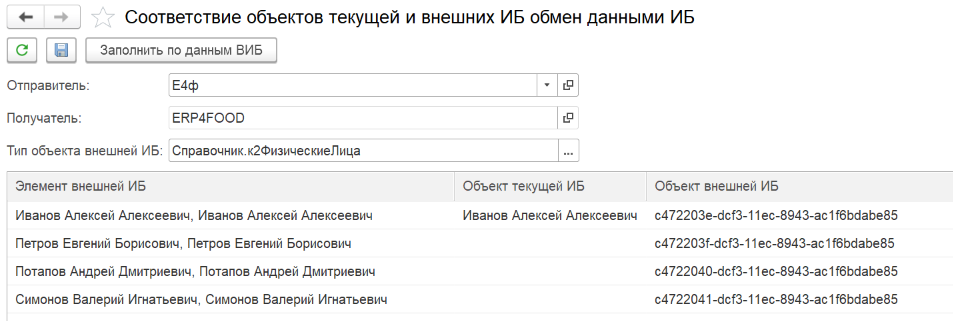 Соответствие объектов текущей и внешних ИБ обмен данными ИБ
Заполнить по данным ВИБ
Отправитель: Е4ф
Получатель: ERP4FOOD
Тип объекта внешней ИБ: Справочник.к2ФизическиеЛица ...
Элемент внешней ИБ Объект текущей ИБ Объект внешней ИБ
Иванов Алексей Алексеевич, Иванов Алексей Алексеевич Иванов Алексей Алексеевич c472203e-dcf3-11ec-8943-ac1f6bdabe85
Петров Евгений Борисович, Петров Евгений Борисович c472203f-dcf3-11ec-8943-ac1f6bdabe85
Потапов Андрей Дмитриевич, Потапов Андрей Дмитриевич c4722040-dcf3-11ec-8943-ac1f6bdabe85
Симонов Валерий Игнатьевич, Симонов Валерий Игнатьевич c4722041-dcf3-11ec-8943-ac1f6bdabe85